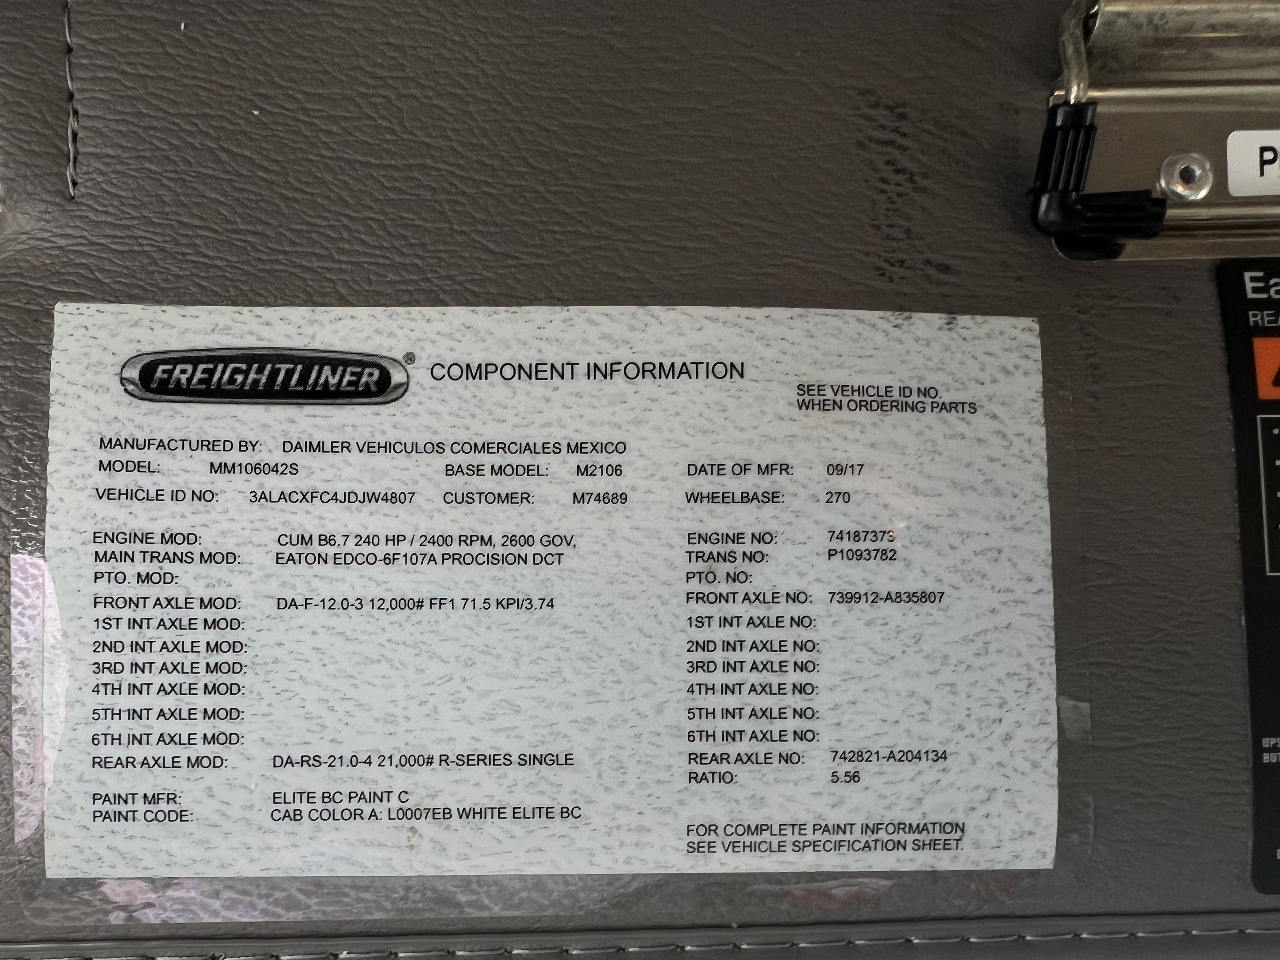 FREIGHTLINER ® COMPONENT INFORMATION
SEE VEHICLE ID NO.
WHEN ORDERING PARTS
MANUFACTURED BY: DAIMLER VEHICULOS COMERCIALES MEXICO
MODEL: MM106042S BASE MODEL: M2106 DATE OF MFR: 09/17
VEHICLE ID NO: 3ALACXFC4JDJW4807 CUSTOMER: M74689 WHEELBASE: 270
ENGINE MOD: CUM B6.7 240 HP / 2400 RPM, 2600 GOV, ENGINE NO: 74187373
MAIN TRANS MOD: EATON EDCO-6F107A PROCISION DCT TRANS NO: P1093782
PTO. MOD: PTO. NO:
FRONT AXLE MOD: DA-F-12.0-3 12,000# FF1 71.5 KPI/3.74 FRONT AXLE NO: 739912-A835807
1ST INT AXLE MOD: 1ST INT AXLE NO:
2ND INT AXLE MOD: 2ND INT AXLE NO:
3RD INT AXLE MOD: 3RD INT AXLE NO:
4TH INT AXLE MOD: 4TH INT AXLE NO:
5TH INT AXLE MOD: 5TH INT AXLE NO:
6TH INT AXLE MOD: 6TH INT AXLE NO:
REAR AXLE MOD: DA-RS-21.0-4 21,000# R-SERIES SINGLE REAR AXLE NO: 742821-A204134
RATIO: 5.56
PAINT MFR: ELITE BC PAINT C
PAINT CODE: CAB COLOR A: L0007EB WHITE ELITE BC
FOR COMPLETE PAINT INFORMATION
SEE VEHICLE SPECIFICATION SHEET.